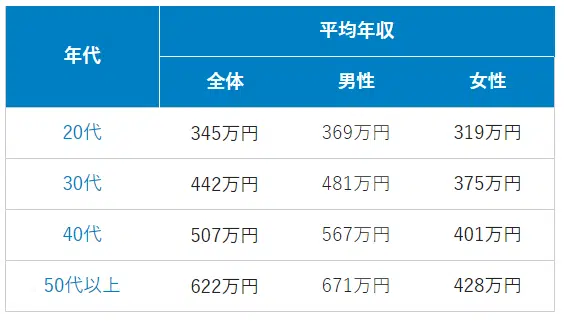 年代
平均年収
全体 男性 女性
20代 345万円 369万円 319万円
30代 442万円 481万円 375万円
40代 507万円 567万円 401万円
50代以上 622万円 671万円 428万円